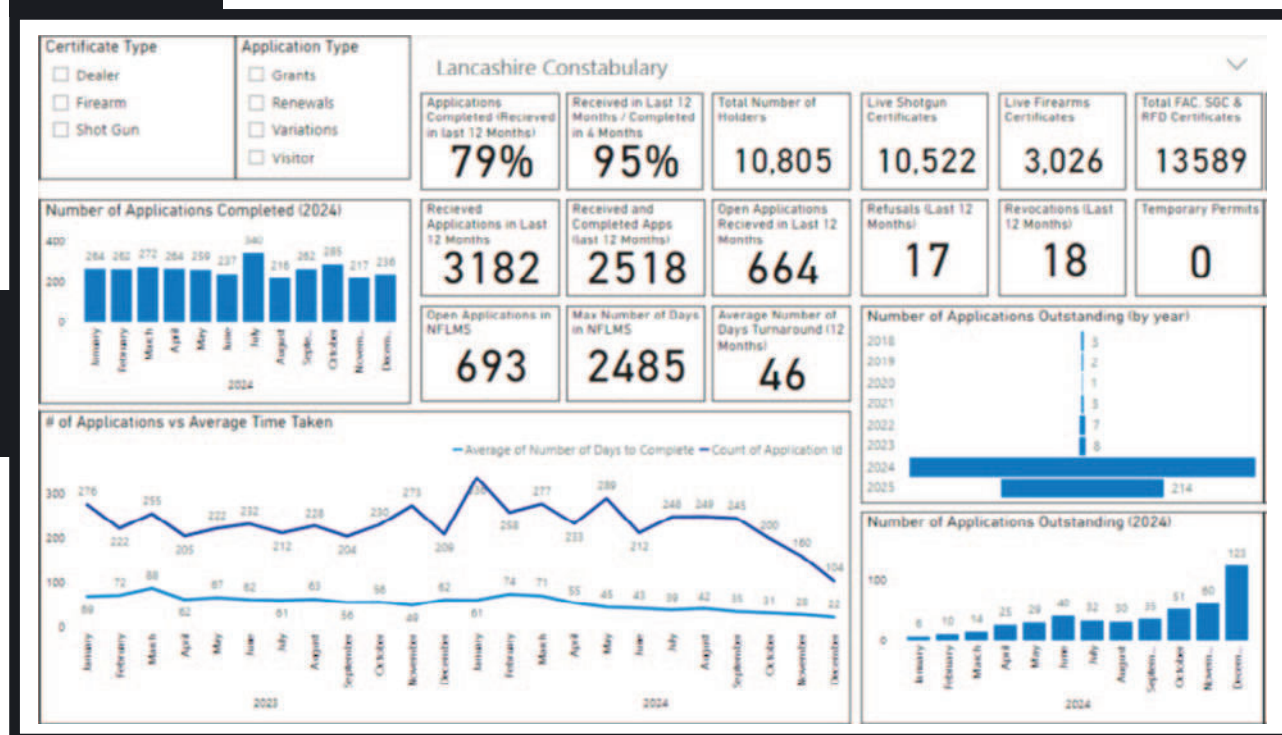 Certificate Type
Dealer
Firearm
Shot Gun
Application Type
Grants
Renewals
Variations
Visitor
Lancashire Constabulary
Applications
Completed (Recieved
in last 12 Months)
79%
Received in Last 12
Months / Completed
in 4 Months
95%
Total Number of
Holders
10,805
Live Shotgun
Certificates
10,522
Live Firearms
Certificates
3,026
Total FAC, SGC &
RFD Certificates
13589
Number of Applications Completed (2024)
400
200
0
264 262 272 264 259 237 340 216 262 285 217 236
January February March April May June July August Septe... October Novem... Decem...
2024
Recieved
Applications in Last
12 Months
3182
Received and
Completed Apps
(last 12 Months)
2518
Open Applications
Recieved in Last 12
Months
664
Refusals (Last 12
Months)
17
Revocations (Last
12 Months)
18
Temporary Permits
0
Open Applications in
NFLMS
693
Max Number of Days
in NFLMS
2485
Average Number of
Days Turnaround (12
Months)
46
Number of Applications Outstanding (by year)
2018
2019 2
2020 1
2021
2022 7
2023 8
2024
2025 214
# of Applications vs Average Time Taken
Average of Number of Days to Complete Count of Application Id
300
200
100
0
276 222 255 205 222 232 212 228 204 230 273 209 258 277 233 289 212 248 249 245 200 160 104
69 72 88 62 67 62 61 63 56 56 49 62 61 74 71 55 45 43 39 42 35 31 28 22
January February March April May June July August September October November December January February March April May June July August September October November December
2023 2024
Number of Applications Outstanding (2024)
100
0
6 10 14 25 29 40 32 30 35 51 60 123
January February March April May June July August Septem... October Novem... Decem...
2024